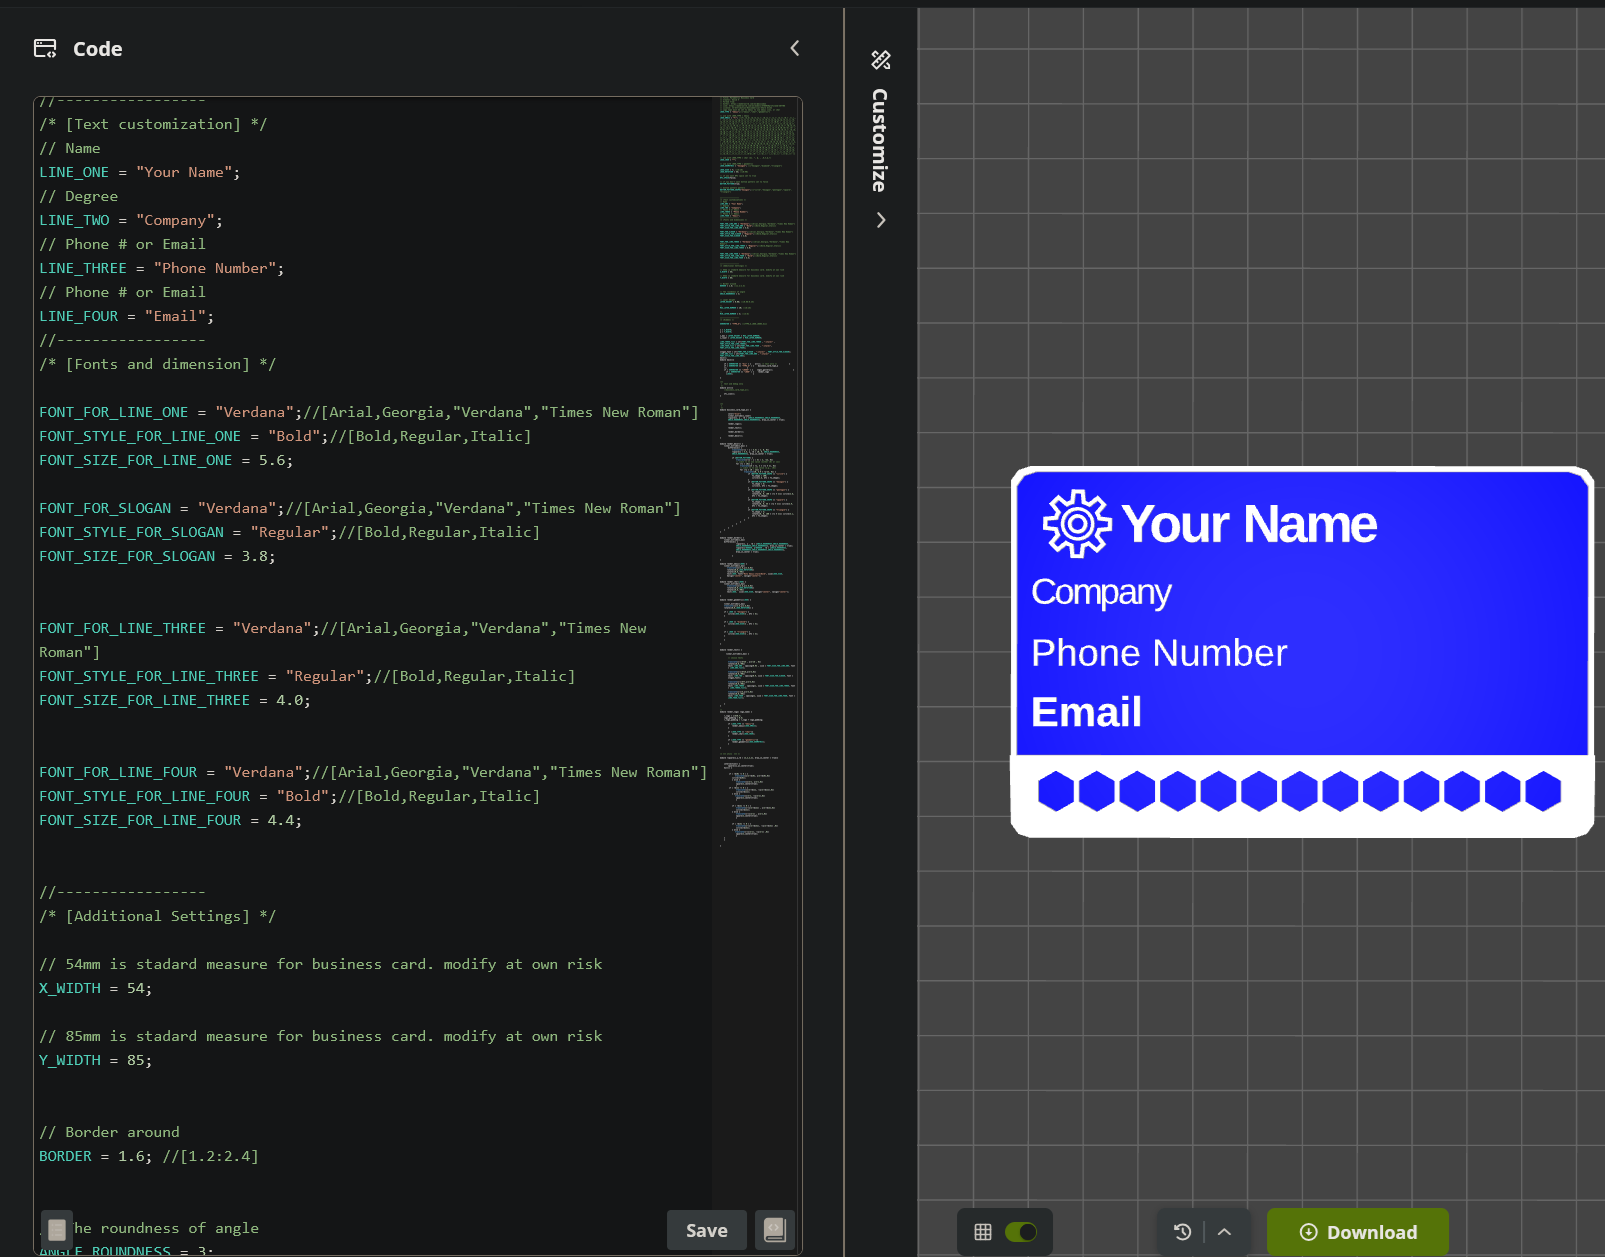 Code
//-----------------
/* [Text customization] */
// Name
LINE_ONE = "Your Name";
// Degree
LINE_TWO = "Company";
// Phone # or Email
LINE_THREE = "Phone Number";
// Phone # or Email
LINE_FOUR = "Email";
//-----------------
/* [Fonts and dimension] */
FONT_FOR_LINE_ONE = "Verdana";//[Arial,Georgia,"Verdana","Times New Roman"]
FONT_STYLE_FOR_LINE_ONE = "Bold";//[Bold,Regular,Italic]
FONT_SIZE_FOR_LINE_ONE = 5.6;
FONT_FOR_SLOGAN = "Verdana";//[Arial,Georgia,"Verdana","Times New Roman"]
FONT_STYLE_FOR_SLOGAN = "Regular";//[Bold,Regular,Italic]
FONT_SIZE_FOR_SLOGAN = 3.8;
FONT_FOR_LINE_THREE = "Verdana";//[Arial,Georgia,"Verdana","Times New
Roman"]
FONT_STYLE_FOR_LINE_THREE = "Regular";//[Bold,Regular,Italic]
FONT_SIZE_FOR_LINE_THREE = 4.0;
FONT_FOR_LINE_FOUR = "Verdana";//[Arial,Georgia,"Verdana","Times New Roman"]
FONT_STYLE_FOR_LINE_FOUR = "Bold";//[Bold,Regular,Italic]
FONT_SIZE_FOR_LINE_FOUR = 4.4;
//-----------------
/* [Additional Settings] */
// 54mm is stadard measure for business card. modify at own risk
X_WIDTH = 54;
// 85mm is stadard measure for business card. modify at own risk
Y_WIDTH = 85;
// Border around
BORDER = 1.6; //[1.2:2.4]
he roundness of angle
ANGLE_ROUNDNESS = 3;
Save
Customize
Your Name
Company
Phone Number
Email
Download